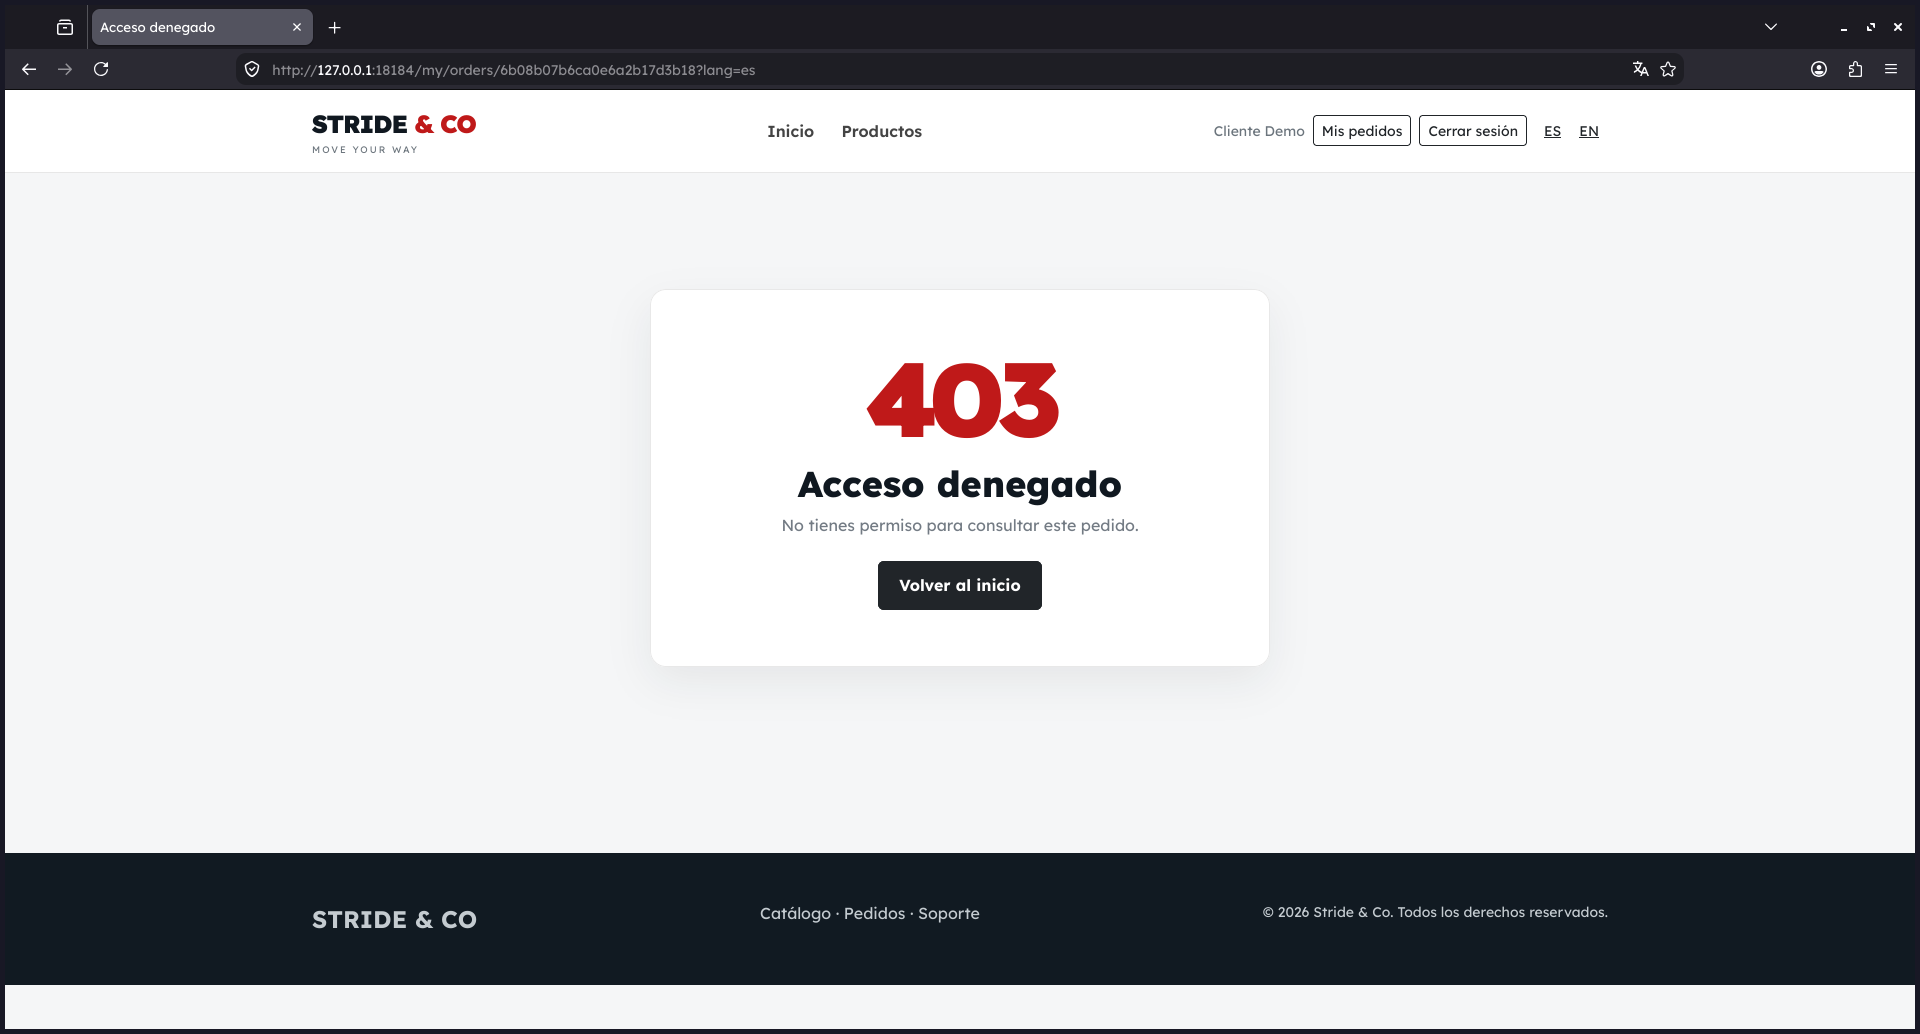 Acceso denegado
http://127.0.0.1:18184/my/orders/6b08b07b6ca0e6a2b17d3b18?lang=es
STRIDE & CO
MOVE YOUR WAY
Inicio
Productos
Cliente Demo
Mis pedidos
Cerrar sesión
ES
EN
403
Acceso denegado
No tienes permiso para consultar este pedido.
Volver al inicio
STRIDE & CO
Catálogo · Pedidos · Soporte
© 2026 Stride & Co. Todos los derechos reservados.